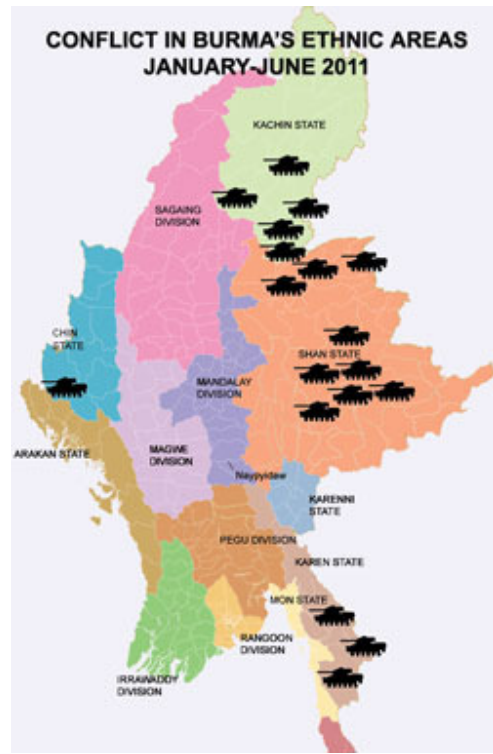 CONFLICT IN BURMA'S ETHNIC AREAS
JANUARY-JUNE 2011
KACHIN STATE
SAGAING
DIVISION
CHIN
STATE
SHAN STATE
MANDALAY
DIVISION
ARAKAN STATE
MAGWE
DIVISION
Naypyidaw
KARENNI
STATE
PEGU DIVISION
KAREN STATE
MON STATE
RANGOON
DIVISION
IRRAWADDY
DIVISION